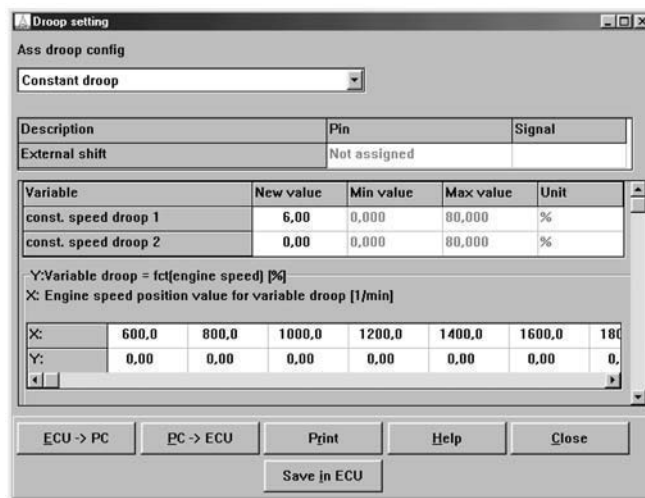 Droop setting
Ass droop config
Constant droop
Description Pin Signal
External shift Not assigned
Variable New value Min value Max value Unit
const. speed droop 1 6,00 0,000 80,000 %
const. speed droop 2 0,00 0,000 80,000 %
Y:Variable droop = fct(engine speed) [%]
X: Engine speed position value for variable droop [1/min]
X: 600,0 800,0 1000,0 1200,0 1400,0 1600,0 180
Y: 0,00 0,00 0,00 0,00 0,00 0,00 0,
ECU -> PC PC -> ECU Print Help Close
Save in ECU